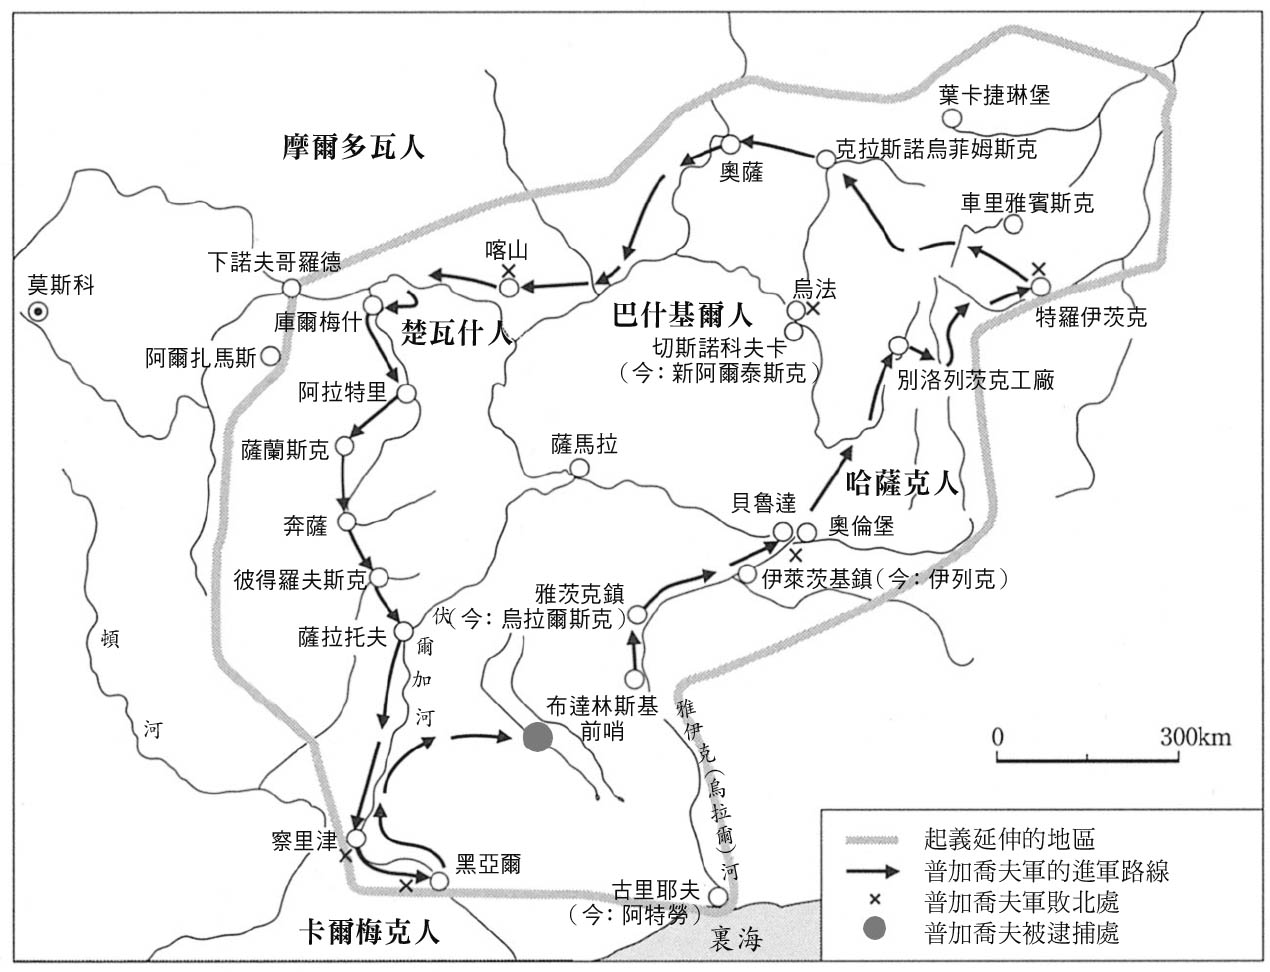 葉卡捷琳堡
摩爾多瓦人
克拉斯諾烏菲姆斯克
奧薩
車里雅賓斯克
喀山
下諾夫哥羅德
莫斯科
烏法
巴什基爾人
特羅伊茨克
庫爾梅什
楚瓦什人
切斯諾科夫卡
（今：新阿爾泰斯克）
阿爾扎馬斯
別洛列茨克工廠
阿拉特里
薩蘭斯克
薩馬拉
哈薩克人
貝魯達
奧倫堡
奔薩
彼得羅夫斯克
伊萊茨基鎮（今：伊列克）
雅茨克鎮
（今：烏拉爾斯克）
薩拉托夫
伏爾加河
頓河
布達林斯基
前哨
雅伊克（烏拉爾）河
0 300km
察里津
黑亞爾
古里耶夫
（今：阿特勞）
卡爾梅克人
裏海
起義延伸的地區
普加喬夫軍的進軍路線
普加喬夫軍敗北處
普加喬夫被逮捕處